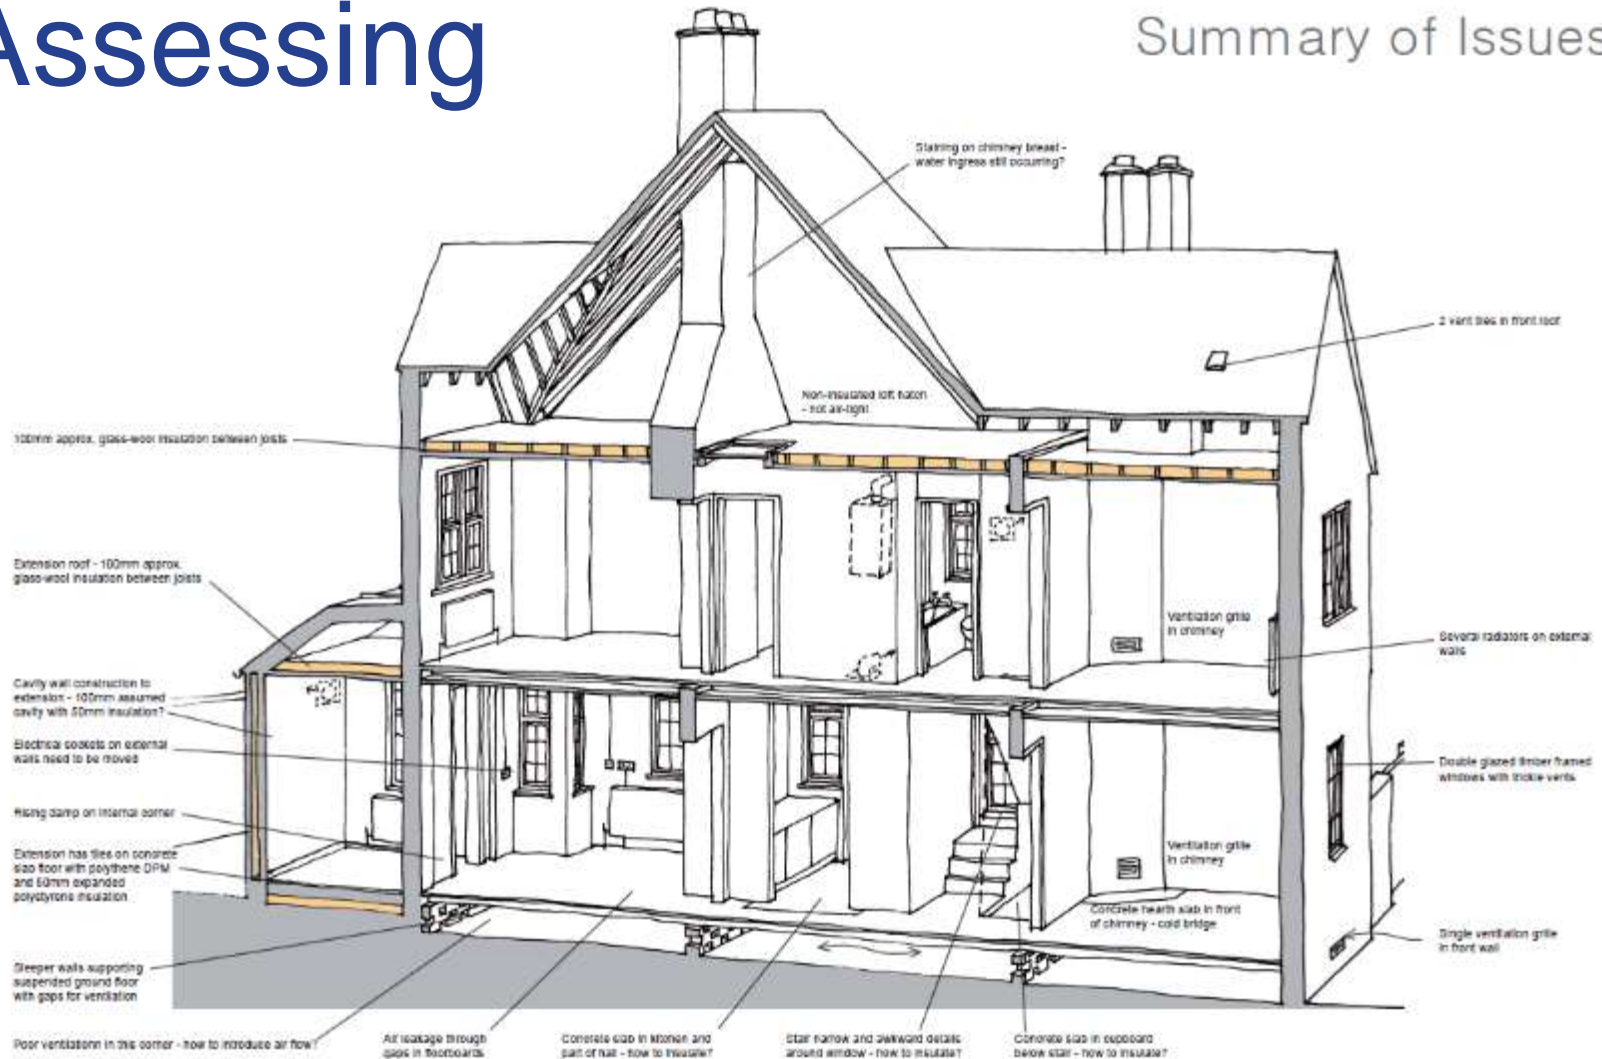 Assessing
Summary of Issues
Staining on chimney breast -
water ingress still occurring?
2 vent tiles in front roof
Non-insulated loft hatch
- not air-tight
100mm approx. glass-wool insulation between joists
Extension roof - 100mm approx.
glass-wool insulation between joists
Ventilation grille
in chimney
Several radiators on external
walls
Cavity wall construction to
extension - 100mm assumed
cavity with 50mm insulation?
Electrical sockets on external
walls need to be moved
Double glazed timber framed
windows with trickle vents
Rising damp on internal corner
Extension has tiles on concrete
slab floor with polythene DPM
and 50mm expanded
polystyrene insulation
Ventilation grille
in chimney
Concrete hearth slab in front
of chimney - cold bridge
Single ventilation grille
in front wall
Sleeper walls supporting
suspended ground floor
with gaps for ventilation
Poor ventilationn in this corner - how to introduce air flow?
Air leakage through
gaps in floorboards
Concrete slab in kitchen and
part of hall - how to insulate?
Stair narrow and awkward details
around window - how to insulate?
Concrete slab in cupboard
below stair - how to insulate?